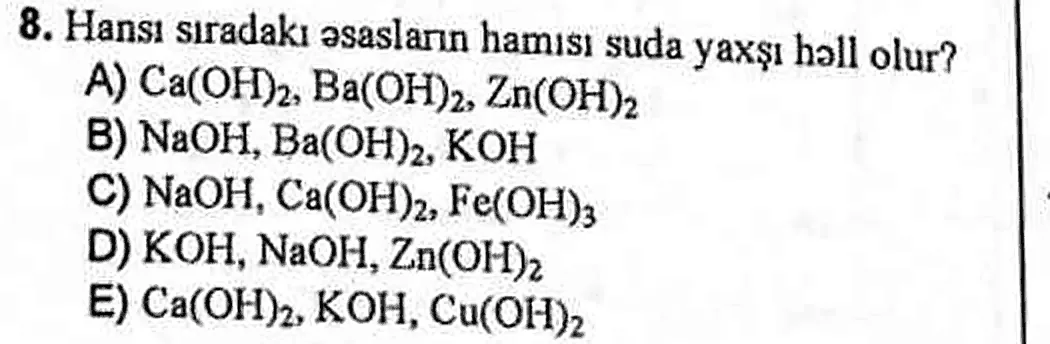 8. Hansı sıradakı əsasların hamısı suda yaxşı həll olur?
A) Ca(OH)₂, Ba(OH)₂, Zn(OH)₂
B) NaOH, Ba(OH)₂, KOH
C) NaOH, Ca(OH)₂, Fe(OH)₃
D) KOH, NaOH, Zn(OH)₂
E) Ca(OH)₂, KOH, Cu(OH)₂